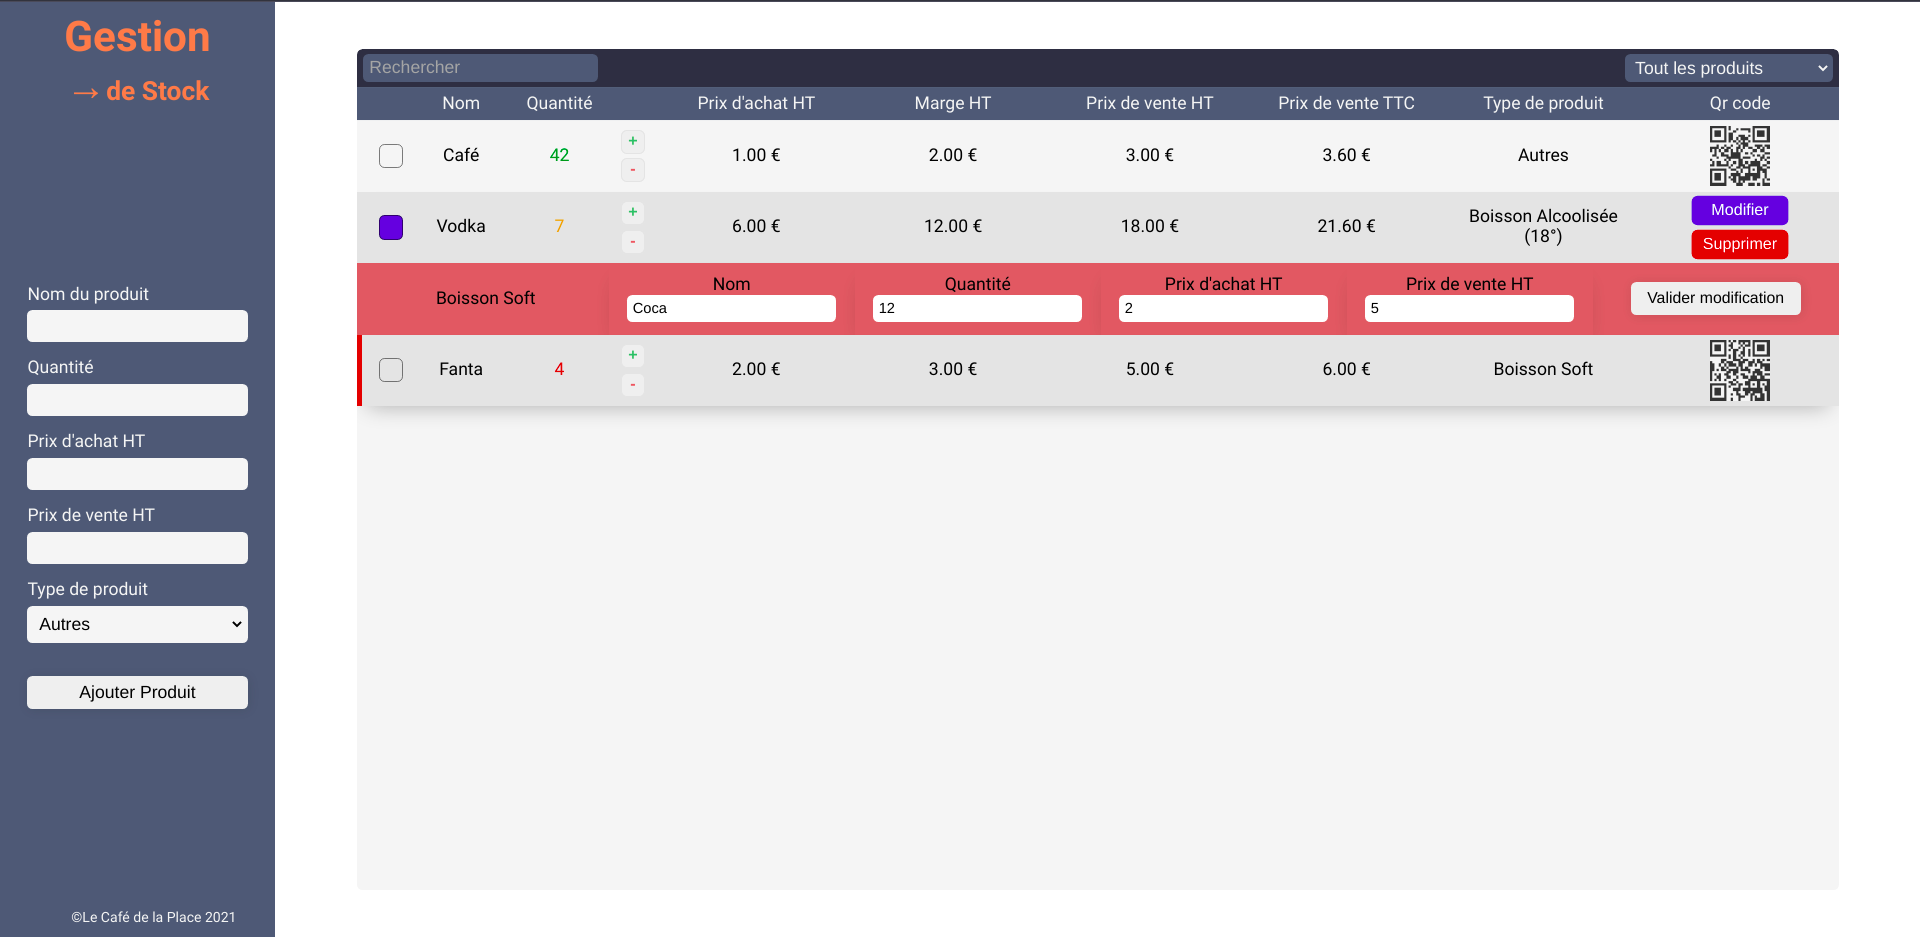 Gestion
→ de Stock
Nom du produit
Quantité
Prix d'achat HT
Prix de vente HT
Type de produit
Autres
Ajouter Produit
©Le Café de la Place 2021
Rechercher
Tout les produits
Nom Quantité Prix d'achat HT Marge HT Prix de vente HT Prix de vente TTC Type de produit Qr code
Café 42 + 1.00 € 2.00 € 3.00 € 3.60 € Autres
-
Vodka 7 + 6.00 € 12.00 € 18.00 € 21.60 € Boisson Alcoolisée Modifier
- (18°) Supprimer
Nom Quantité Prix d'achat HT Prix de vente HT
Boisson Soft Coca 12 2 5 Valider modification
Fanta 4 + 2.00 € 3.00 € 5.00 € 6.00 € Boisson Soft
-